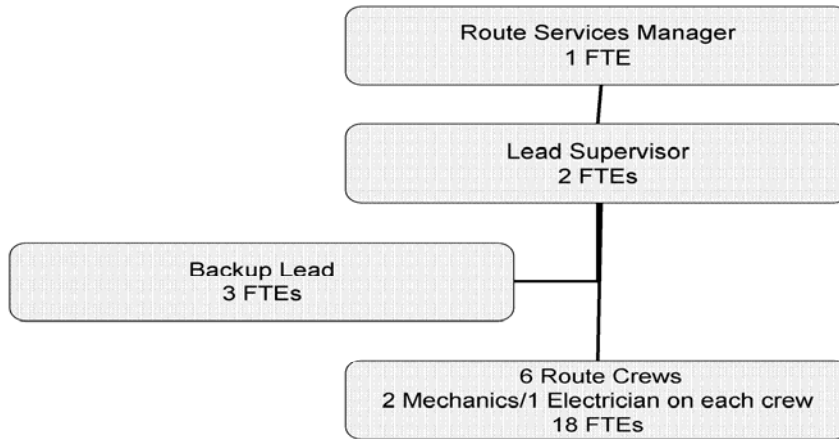 Route Services Manager
1 FTE
Lead Supervisor
2 FTEs
Backup Lead
3 FTEs
6 Route Crews
2 Mechanics/1 Electrician on each crew
18 FTEs